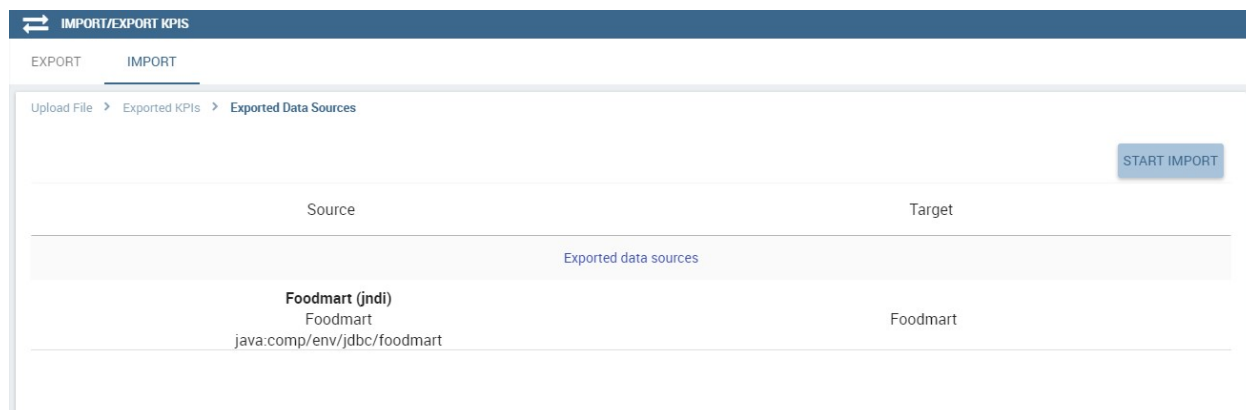 IMPORT/EXPORT KPIS
EXPORT IMPORT
Upload File > Exported KPIs > Exported Data Sources
START IMPORT
Source Target
Exported data sources
Foodmart (jndi)
Foodmart Foodmart
java:comp/env/jdbc/foodmart